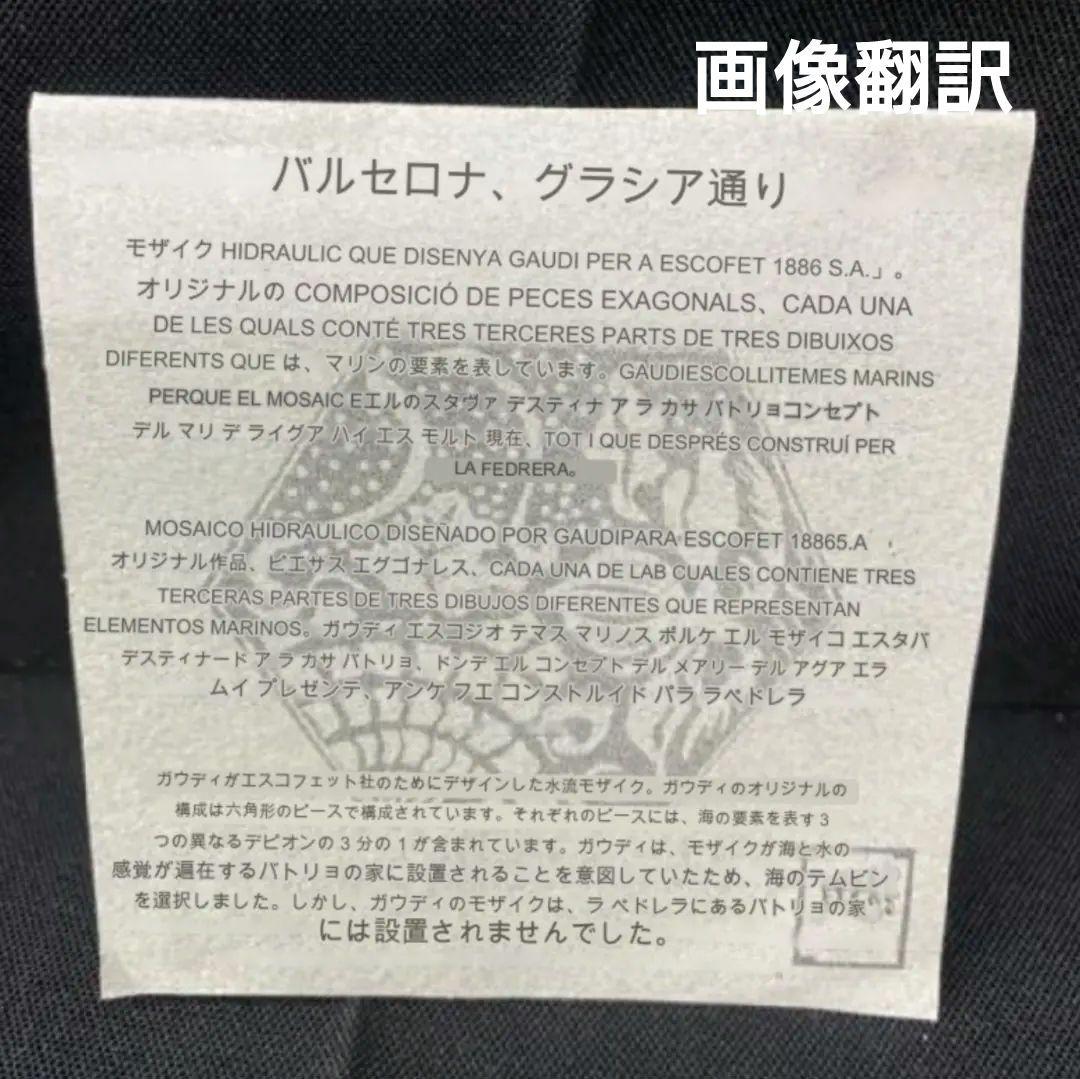 画像翻訳
バルセロナ、グラシア通り
モザイク HIDRAULIC QUE DISENYA GAUDI PER A ESCOFET 1886 S.A.」。
オリジナルの COMPOSICIÓ DE PECES EXAGONALS、CADA UNA
DE LES QUALS CONTÉ TRES TERCERES PARTS DE TRES DIBUIXOS
DIFERENTS QUE は、マリンの要素を表しています。GAUDIESCOLLITEMES MARINS
PERQUE EL MOSAIC Eエルのスタヴァ デスティナ ア ラ カサ バトリョコンセプト
デル マリ デ ライグア ハイ エス モルト 現在、TOT I QUE DESPRÉS CONSTRUÍ PER
LA FEDRERA。
MOSAICO HIDRAULICO DISEÑADO POR GAUDIPARA ESCOFET 18865.A
オリジナル作品、ピエサス エグゴナレス、CADA UNA DE LAB CUALES CONTIENE TRES
TERCERAS PARTES DE TRES DIBUJOS DIFERENTES QUE REPRESENTAN
ELEMENTOS MARINOS。ガウディ エスコジオ テマス マリノス ポルケ エル モザイコ エスタバ
デスティナード ア ラ カサ バトリョ、ドンデ エル コンセプト デル メアリー デル アグア エラ
ムイ プレゼンテ、アンケ フエ コンストルイド パラ ラペドレラ
ガウディがエスコフェット社のためにデザインした水流モザイク。ガウディのオリジナルの
構成は六角形のピースで構成されています。それぞれのピースには、海の要素を表す 3
つの異なるデピオンの 3 分の 1 が含まれています。ガウディは、モザイクが海と水の
感覚が遍在するバトリョの家に設置されることを意図していたため、海のテムビン
を選択しました。しかし、ガウディのモザイクは、ラ ペドレラにあるバトリョの家
には設置されませんでした。